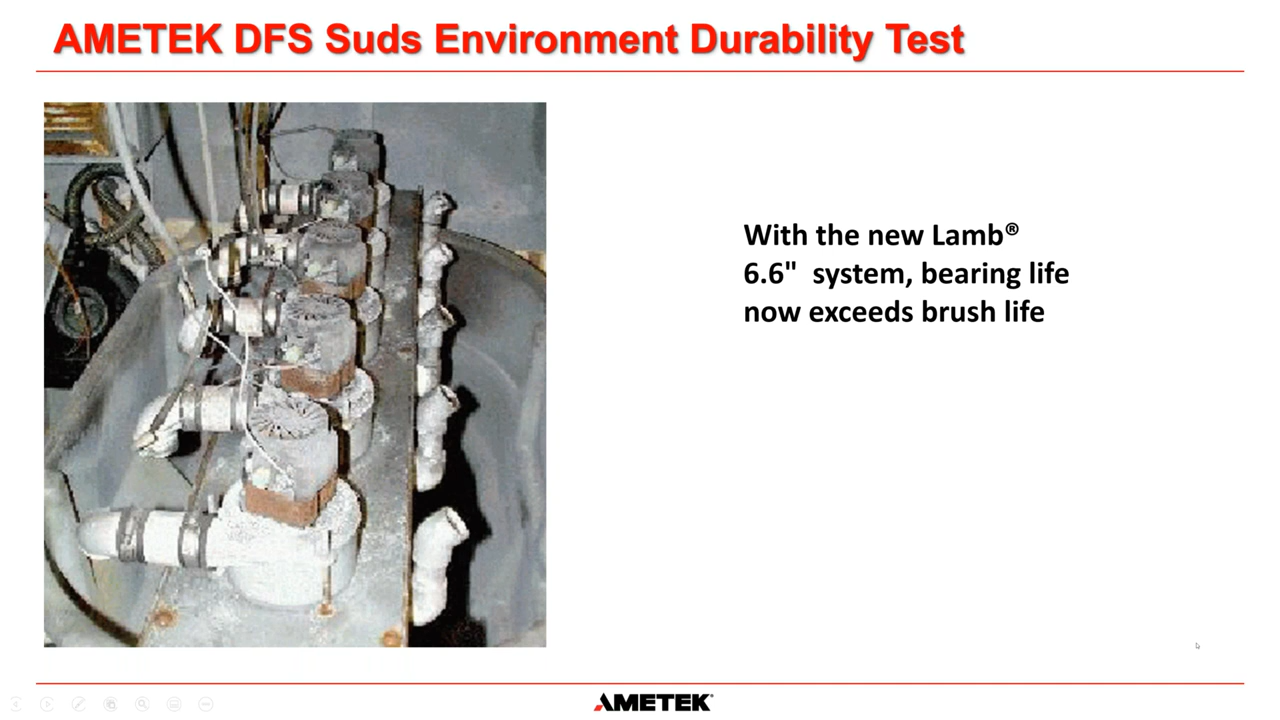 AMETEK DFS Suds Environment Durability Test
With the new Lamb®
6.6" system, bearing life
now exceeds brush life
AMETEK®